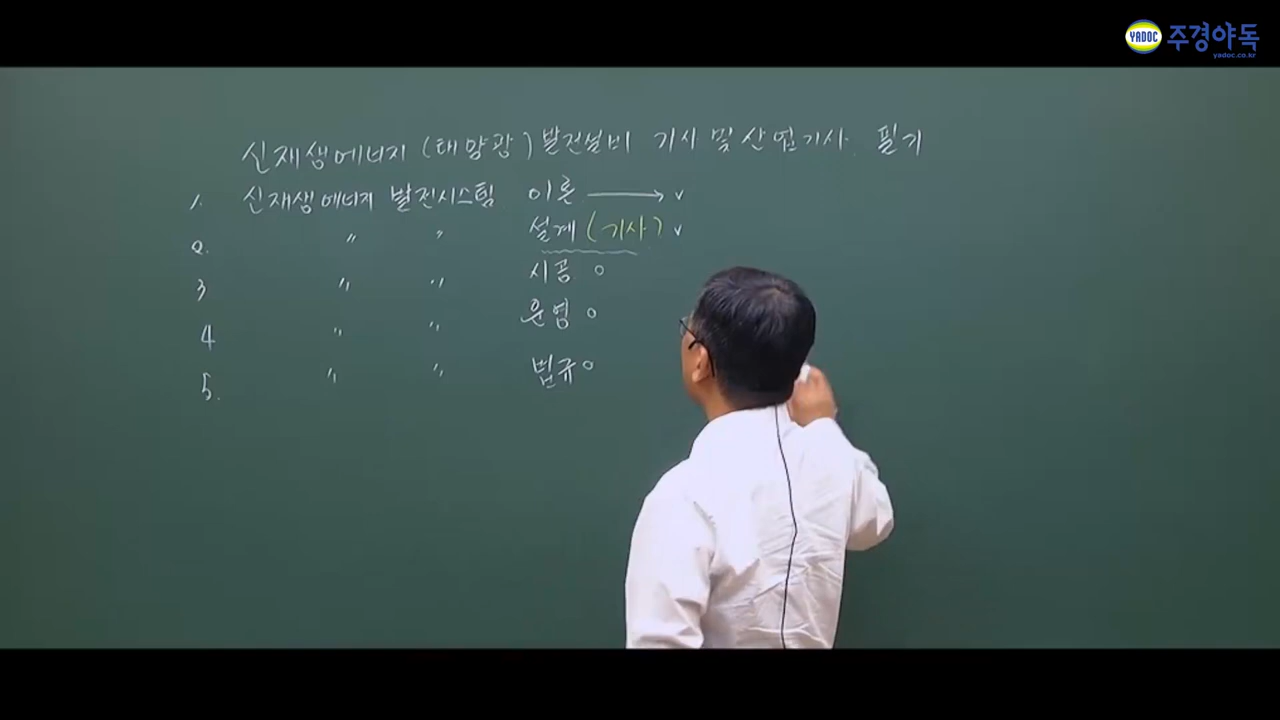 YADOC 주경야독
yadoc.co.kr
신재생에너지 (태양광) 발전설비 기사 및 산업기사 필기
1. 신재생에너지 발전시스템 이론 → v
2. " " 설계 (기사) v
3 " " 시공 o
4 " " 운영 o
5. " " 법규 o